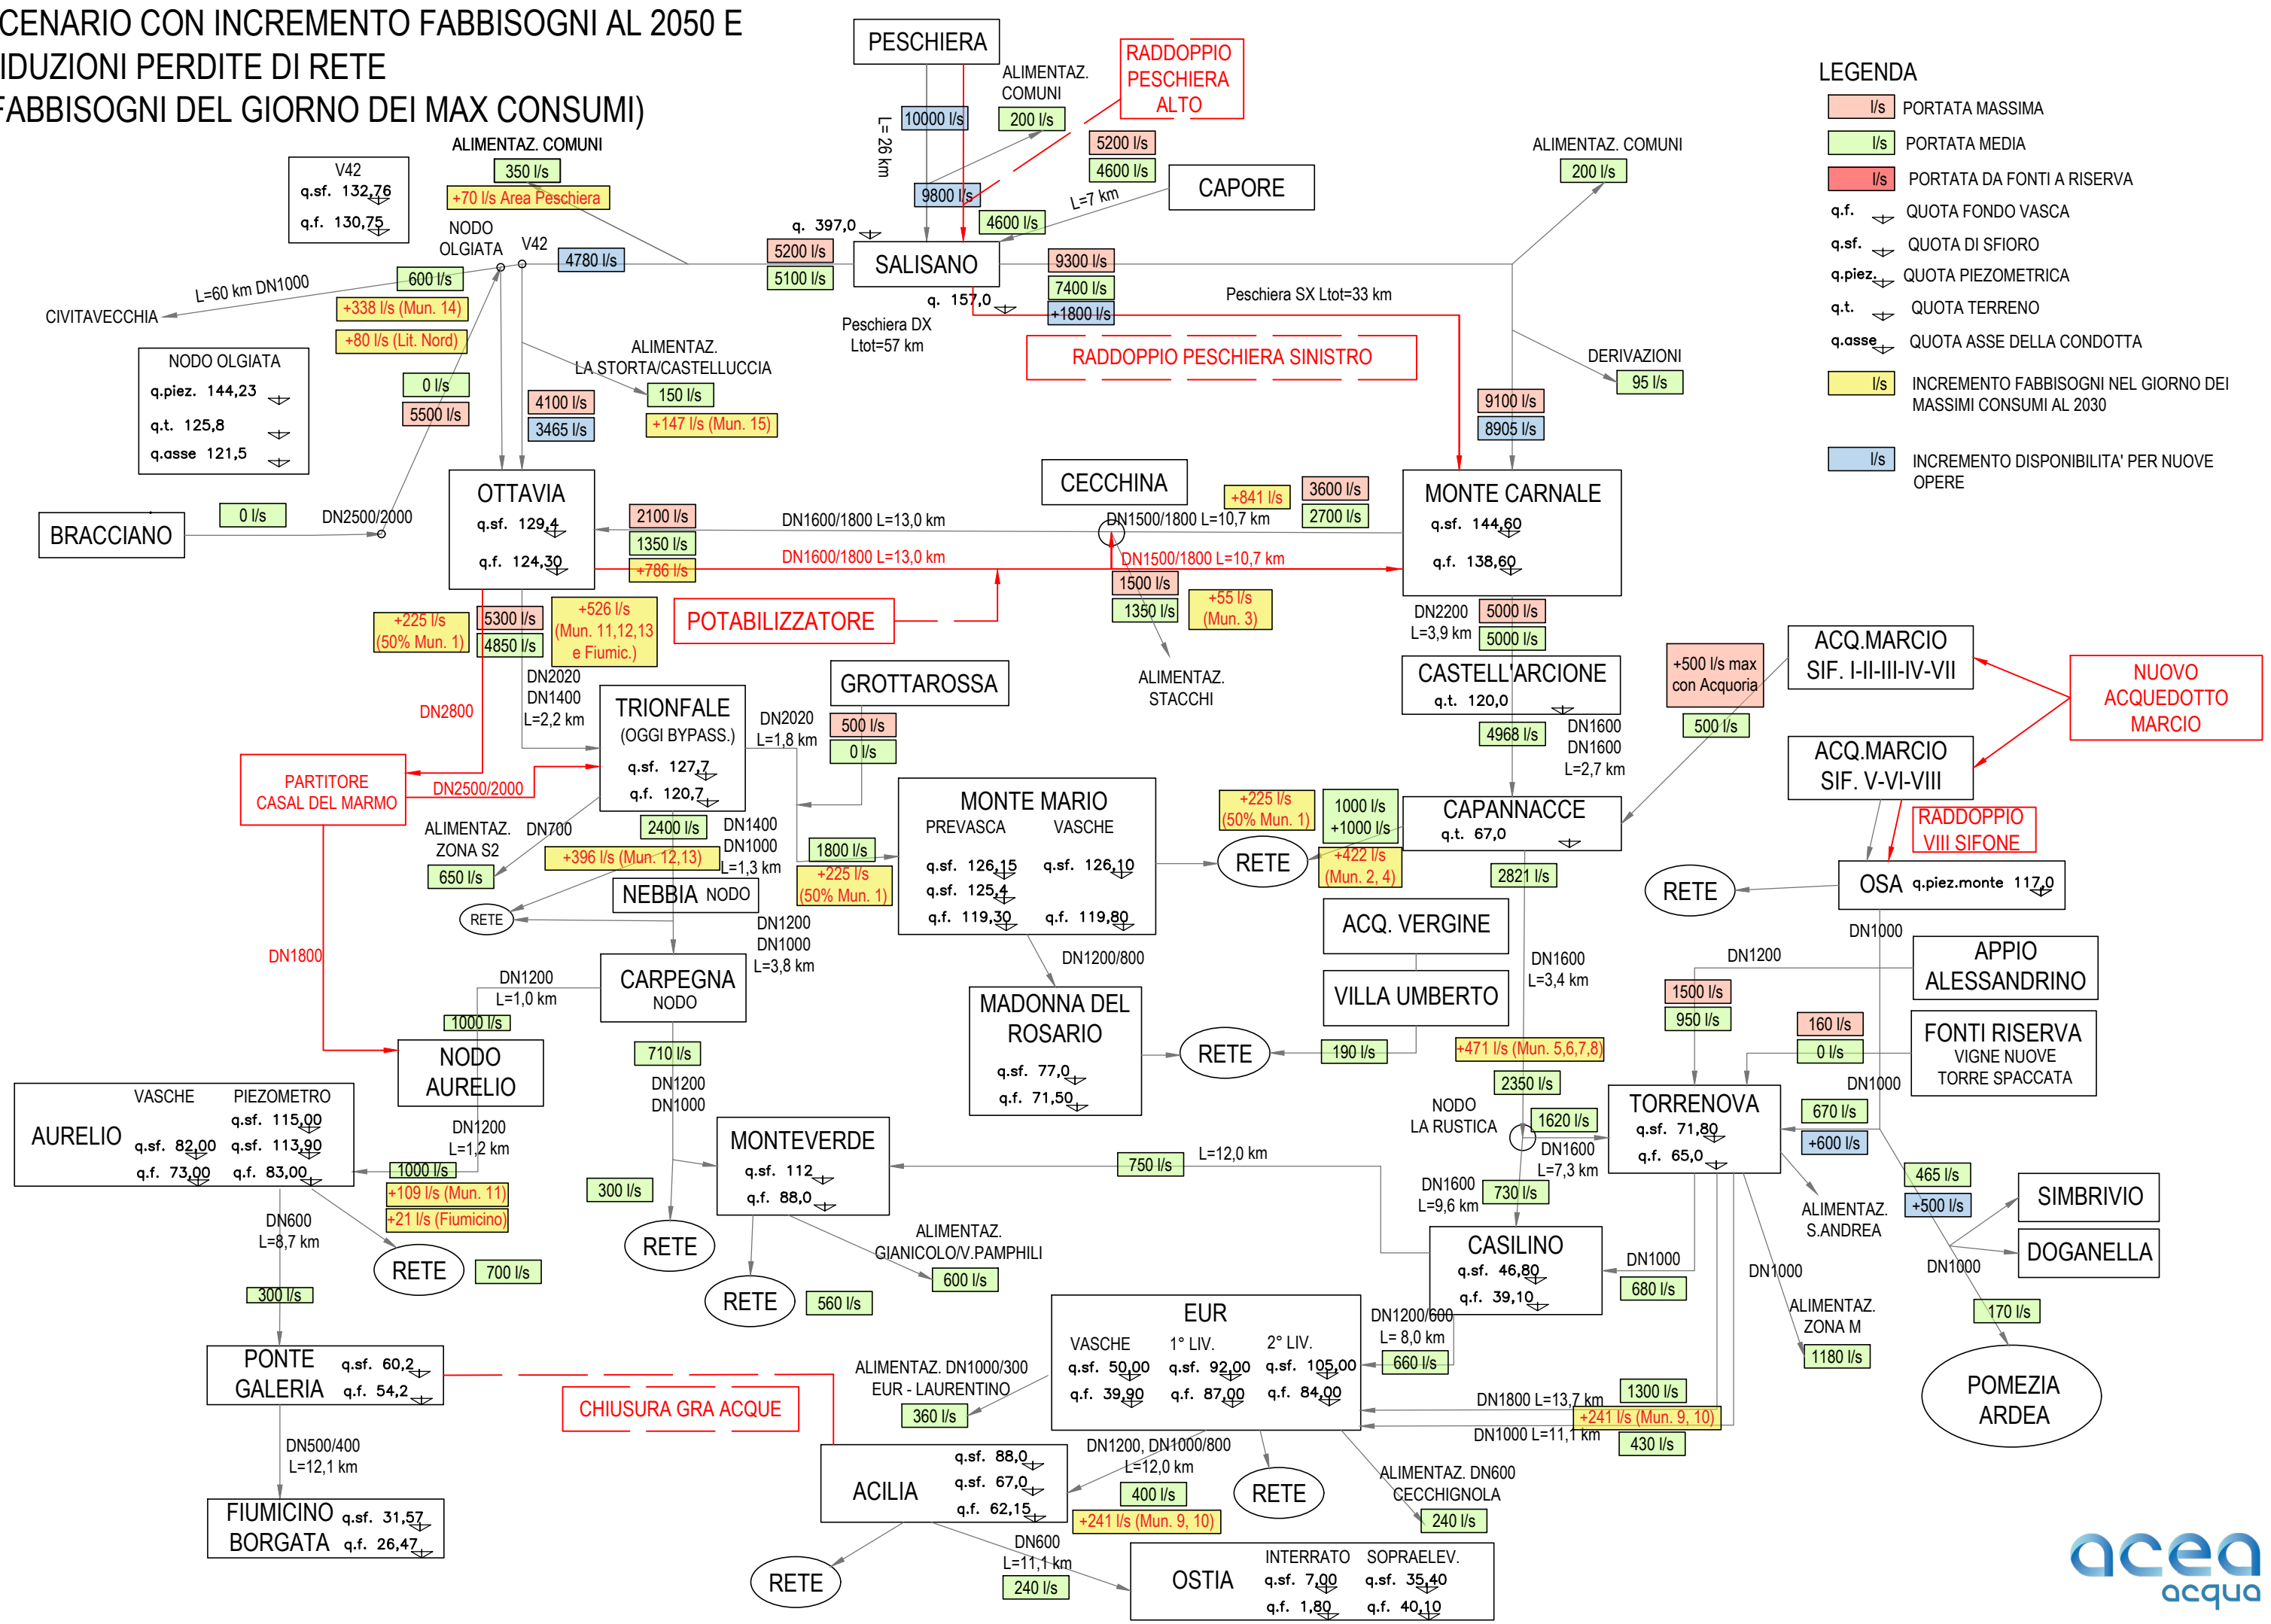 CENARIO CON INCREMENTO FABBISOGNI AL 2050 E
IDUZIONI PERDITE DI RETE
FABBISOGNI DEL GIORNO DEI MAX CONSUMI)
PESCHIERA
RADDOPPIO
PESCHIERA
ALTO
ALIMENTAZ.
COMUNI
200 l/s
10000 l/s
L= 26 km
9800 l/s
5200 l/s
4600 l/s
CAPORE
L=7 km
4600 l/s
ALIMENTAZ. COMUNI
200 l/s
LEGENDA
l/s PORTATA MASSIMA
l/s PORTATA MEDIA
l/s PORTATA DA FONTI A RISERVA
q.f. QUOTA FONDO VASCA
q.sf. QUOTA DI SFIORO
q.piez. QUOTA PIEZOMETRICA
q.t. QUOTA TERRENO
q.asse QUOTA ASSE DELLA CONDOTTA
l/s INCREMENTO FABBISOGNI NEL GIORNO DEI
MASSIMI CONSUMI AL 2030
l/s INCREMENTO DISPONIBILITA' PER NUOVE
OPERE
V42
q.sf. 132,76
q.f. 130,75
ALIMENTAZ. COMUNI
350 l/s
+70 l/s Area Peschiera
NODO
OLGIATA
V42
4780 l/s
q. 397,0
5200 l/s
5100 l/s
SALISANO
9300 l/s
7400 l/s
+1800 l/s
q. 157,0
Peschiera SX Ltot=33 km
Peschiera DX
Ltot=57 km
RADDOPPIO PESCHIERA SINISTRO
600 l/s
L=60 km DN1000
CIVITAVECCHIA
+338 l/s (Mun. 14)
+80 l/s (Lit. Nord)
NODO OLGIATA
q.piez. 144,23
q.t. 125,8
q.asse 121,5
0 l/s
5500 l/s
4100 l/s
3465 l/s
ALIMENTAZ.
LA STORTA/CASTELLUCCIA
150 l/s
+147 l/s (Mun. 15)
DERIVAZIONI
95 l/s
9100 l/s
8905 l/s
BRACCIANO
0 l/s
DN2500/2000
OTTAVIA
q.sf. 129,4
q.f. 124,30
2100 l/s
1350 l/s
+786 l/s
DN1600/1800 L=13,0 km
DN1600/1800 L=13,0 km
CECCHINA
+841 l/s
3600 l/s
2700 l/s
DN1500/1800 L=10,7 km
DN1500/1800 L=10,7 km
MONTE CARNALE
q.sf. 144,60
q.f. 138,60
POTABILIZZATORE
1500 l/s
1350 l/s
+55 l/s
(Mun. 3)
ALIMENTAZ.
STACCHI
DN2200
L=3,9 km
5000 l/s
5000 l/s
+225 l/s
(50% Mun. 1)
5300 l/s
4850 l/s
+526 l/s
(Mun. 11,12,13
e Fiumic.)
DN2020
DN1400
L=2,2 km
DN2800
CASTELL'ARCIONE
q.t. 120,0
4968 l/s
DN1600
DN1600
L=2,7 km
+500 l/s max
con Acquoria
500 l/s
ACQ.MARCIO
SIF. I-II-III-IV-VII
NUOVO
ACQUEDOTTO
MARCIO
ACQ.MARCIO
SIF. V-VI-VIII
RADDOPPIO
VIII SIFONE
TRIONFALE
(OGGI BYPASS.)
q.sf. 127,7
q.f. 120,7
DN2020
L=1,8 km
GROTTAROSSA
500 l/s
0 l/s
PARTITORE
CASAL DEL MARMO
DN2500/2000
MONTE MARIO
PREVASCA VASCHE
q.sf. 126,15 q.sf. 126,10
q.sf. 125,4
q.f. 119,30 q.f. 119,80
+225 l/s
(50% Mun. 1)
1000 l/s
+1000 l/s
CAPANNACCE
q.t. 67,0
RETE
+422 l/s
(Mun. 2, 4)
2821 l/s
ALIMENTAZ.
ZONA S2
DN700
650 l/s
2400 l/s
+396 l/s (Mun. 12,13)
DN1400
DN1000
L=1,3 km
1800 l/s
+225 l/s
(50% Mun. 1)
NEBBIA NODO
RETE
RETE
OSA q.piez.monte 117,0
DN1200
DN1000
L=3,8 km
DN1200/800
ACQ. VERGINE
VILLA UMBERTO
190 l/s
DN1600
L=3,4 km
DN1000
APPIO
ALESSANDRINO
DN1200
1500 l/s
950 l/s
160 l/s
0 l/s
FONTI RISERVA
VIGNE NUOVE
TORRE SPACCATA
DN1800
CARPEGNA
NODO
DN1200
L=1,0 km
1000 l/s
NODO
AURELIO
710 l/s
DN1200
DN1000
MADONNA DEL
ROSARIO
q.sf. 77,0
q.f. 71,50
RETE
+471 l/s (Mun. 5,6,7,8)
2350 l/s
NODO
LA RUSTICA
1620 l/s
DN1600
L=7,3 km
TORRENOVA
q.sf. 71,80
q.f. 65,0
DN1000
670 l/s
+600 l/s
465 l/s
+500 l/s
SIMBRIVIO
DOGANELLA
AURELIO
VASCHE PIEZOMETRO
q.sf. 115,00
q.sf. 82,00 q.sf. 113,90
q.f. 73,00 q.f. 83,00
DN1200
L=1,2 km
1000 l/s
+109 l/s (Mun. 11)
+21 l/s (Fiumicino)
MONTEVERDE
q.sf. 112
q.f. 88,0
300 l/s
RETE
750 l/s
L=12,0 km
DN1600
L=9,6 km
730 l/s
ALIMENTAZ.
S.ANDREA
DN600
L=8,7 km
RETE
700 l/s
300 l/s
ALIMENTAZ.
GIANICOLO/V.PAMPHILI
600 l/s
RETE
560 l/s
CASILINO
q.sf. 46,80
q.f. 39,10
DN1000
680 l/s
DN1000
DN1000
ALIMENTAZ.
ZONA M
1180 l/s
170 l/s
POMEZIA
ARDEA
PONTE
GALERIA
q.sf. 60,2
q.f. 54,2
CHIUSURA GRA ACQUE
ALIMENTAZ. DN1000/300
EUR - LAURENTINO
360 l/s
EUR
VASCHE 1° LIV. 2° LIV.
q.sf. 50,00 q.sf. 92,00 q.sf. 105,00
q.f. 39,90 q.f. 87,00 q.f. 84,00
DN1200/600
L= 8,0 km
660 l/s
1300 l/s
DN1800 L=13,7 km
+241 l/s (Mun. 9, 10)
DN1000 L=11,1 km
430 l/s
DN500/400
L=12,1 km
FIUMICINO
BORGATA
q.sf. 31,57
q.f. 26,47
ACILIA
q.sf. 88,0
q.sf. 67,0
q.f. 62,15
DN1200, DN1000/800
L=12,0 km
400 l/s
+241 l/s (Mun. 9, 10)
RETE
ALIMENTAZ. DN600
CECCHIGNOLA
240 l/s
RETE
DN600
L=11,1 km
240 l/s
OSTIA
INTERRATO SOPRAELEV.
q.sf. 7,00 q.sf. 35,40
q.f. 1,80 q.f. 40,10
acea
acqua